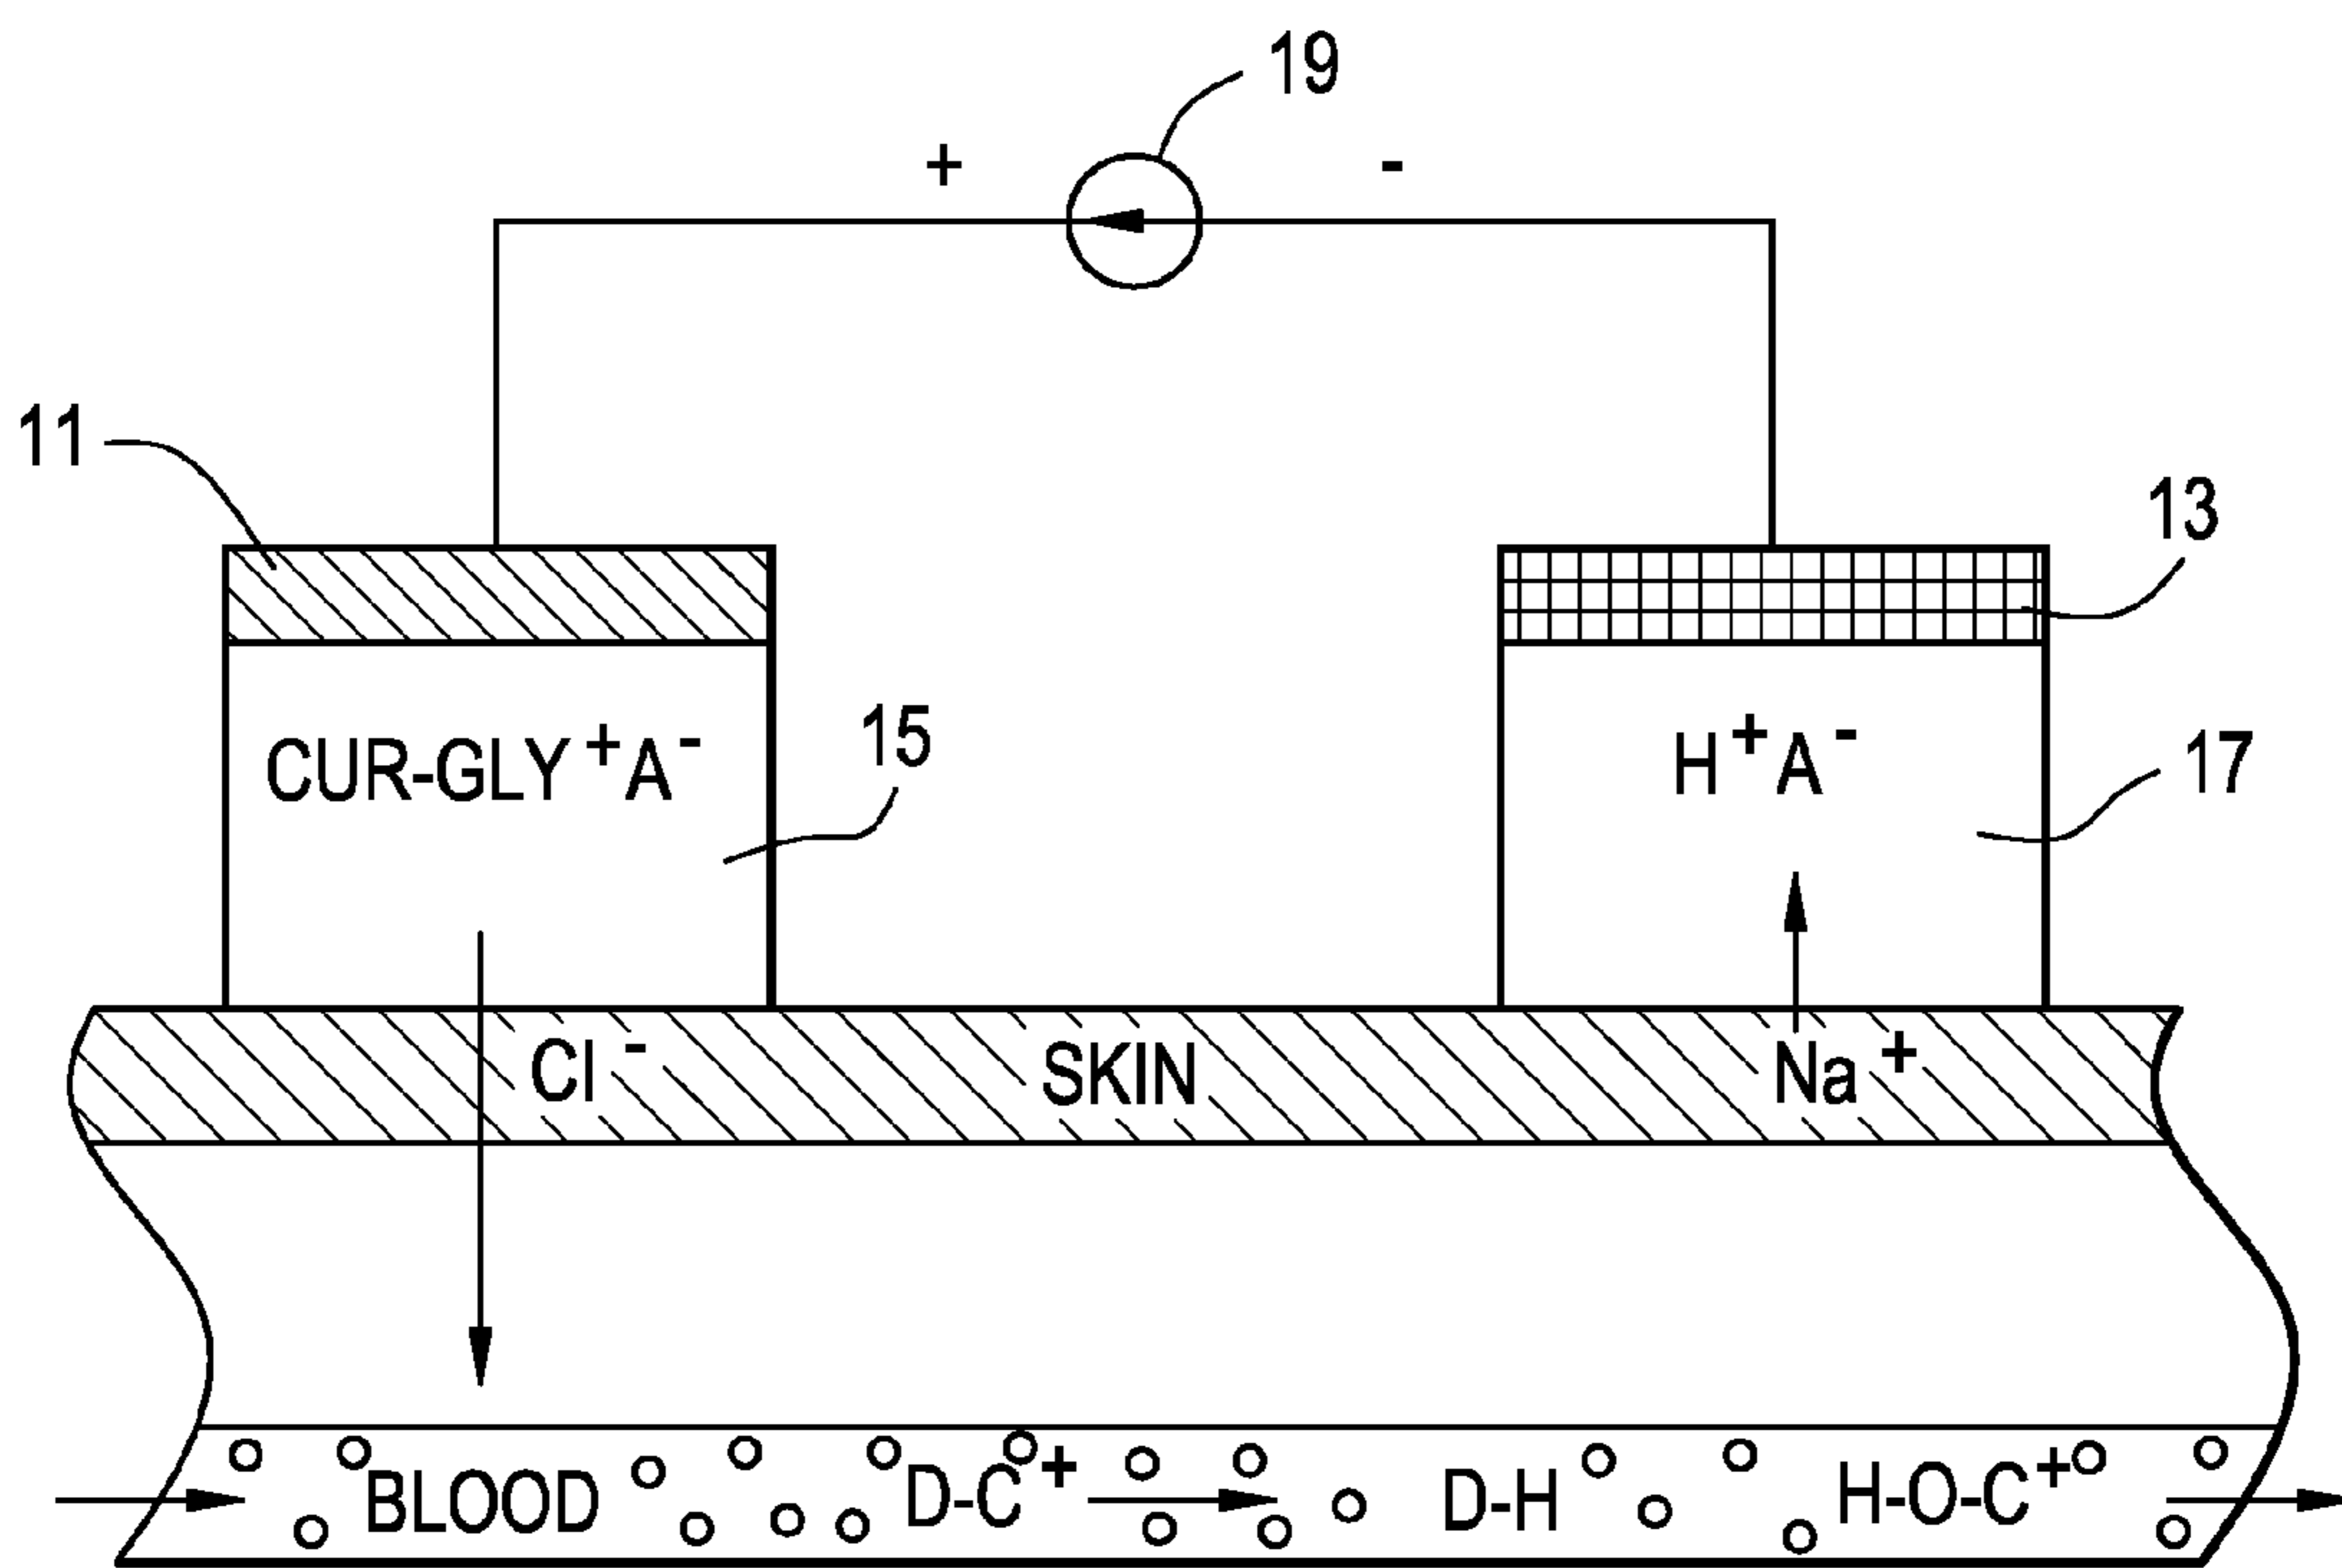 19
+ -
11
13
CUR-GLY⁺A⁻
15
H⁺A⁻
17
Cl⁻ SKIN Na⁺
BLOOD D-C⁺ D-H H-O-C⁺